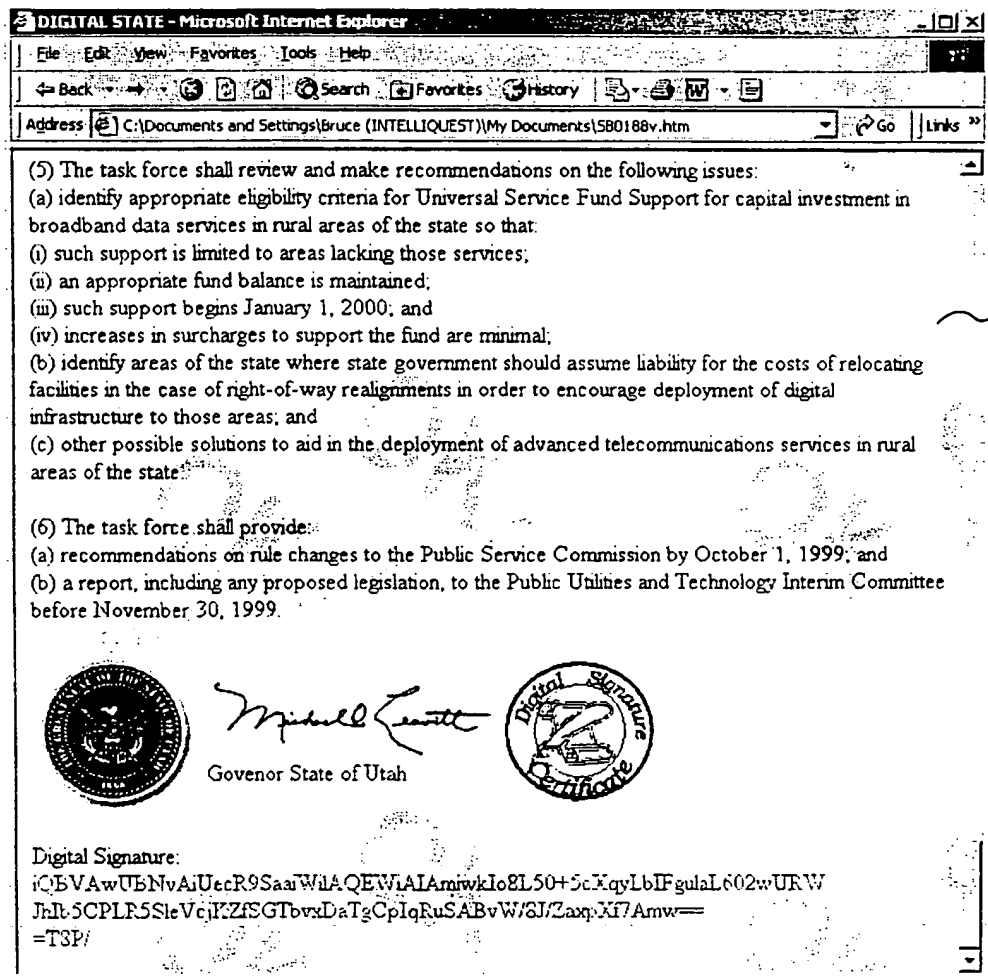 DIGITAL STATE - Microsoft Internet Explorer
File Edit View Favorites Tools Help
Back Search Favorites History
Address C:\Documents and Settings\Bruce (INTELLIQUEST)\My Documents\SB0188v.htm Go Links »
(5) The task force shall review and make recommendations on the following issues:
(a) identify appropriate eligibility criteria for Universal Service Fund Support for capital investment in
broadband data services in rural areas of the state so that:
(i) such support is limited to areas lacking those services;
(ii) an appropriate fund balance is maintained;
(iii) such support begins January 1, 2000; and
(iv) increases in surcharges to support the fund are minimal;
(b) identify areas of the state where state government should assume liability for the costs of relocating
facilities in the case of right-of-way realignments in order to encourage deployment of digital
infrastructure to those areas; and
(c) other possible solutions to aid in the deployment of advanced telecommunications services in rural
areas of the state.
(6) The task force shall provide:
(a) recommendations on rule changes to the Public Service Commission by October 1, 1999; and
(b) a report, including any proposed legislation, to the Public Utilities and Technology Interim Committee
before November 30, 1999.
Michael Leavitt
Digital Signature Certificate
Govenor State of Utah
Digital Signature:
=TSP/